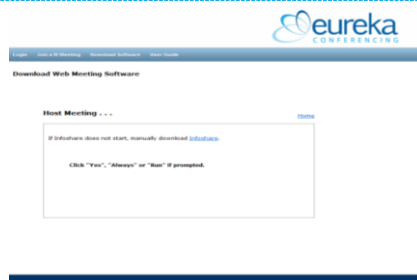 eureka
CONFERENCING
Login Join a Meeting Download Software User Guide
Download Web Meeting Software
Host Meeting . . .
Home
If Infoshare does not start, manually download Infoshare.
Click "Yes", "Always" or "Run" if prompted.